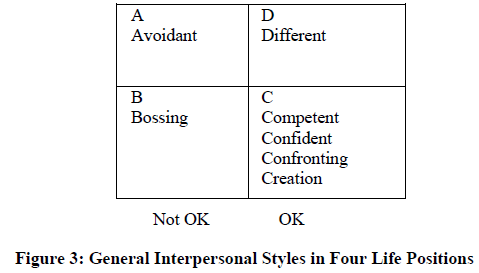 A
Avoidant
D
Different
B
Bossing
C
Competent
Confident
Confronting
Creation
Not OK
OK
Figure 3: General Interpersonal Styles in Four Life Positions